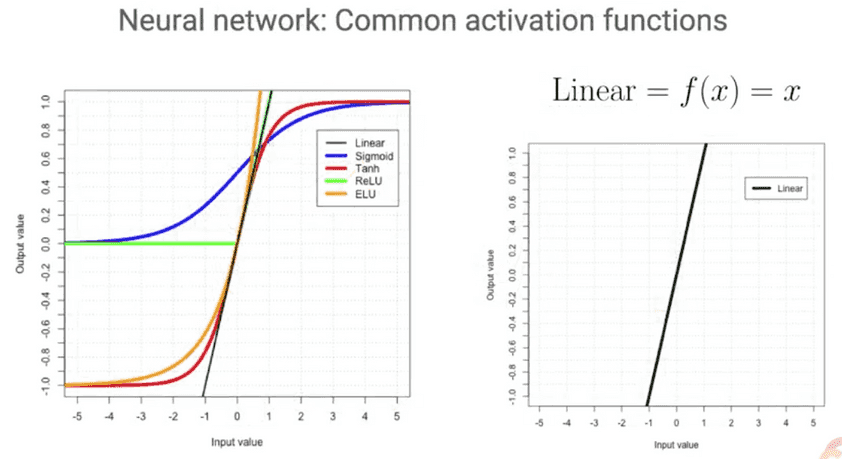 Neural network: Common activation functions
Output value
1.0
0.8
0.6
0.4
0.2
0.0
-0.2
-0.4
-0.6
-0.8
-1.0
Linear
Sigmoid
Tanh
ReLU
ELU
-5 -4 -3 -2 -1 0 1 2 3 4 5
Input value
Linear = f(x) = x
Output value
1.0
0.8
0.6
0.4
0.2
0.0
-0.2
-0.4
-0.6
-0.8
-1.0
Linear
-5 -4 -3 -2 -1 0 1 2 3 4 5
Input value